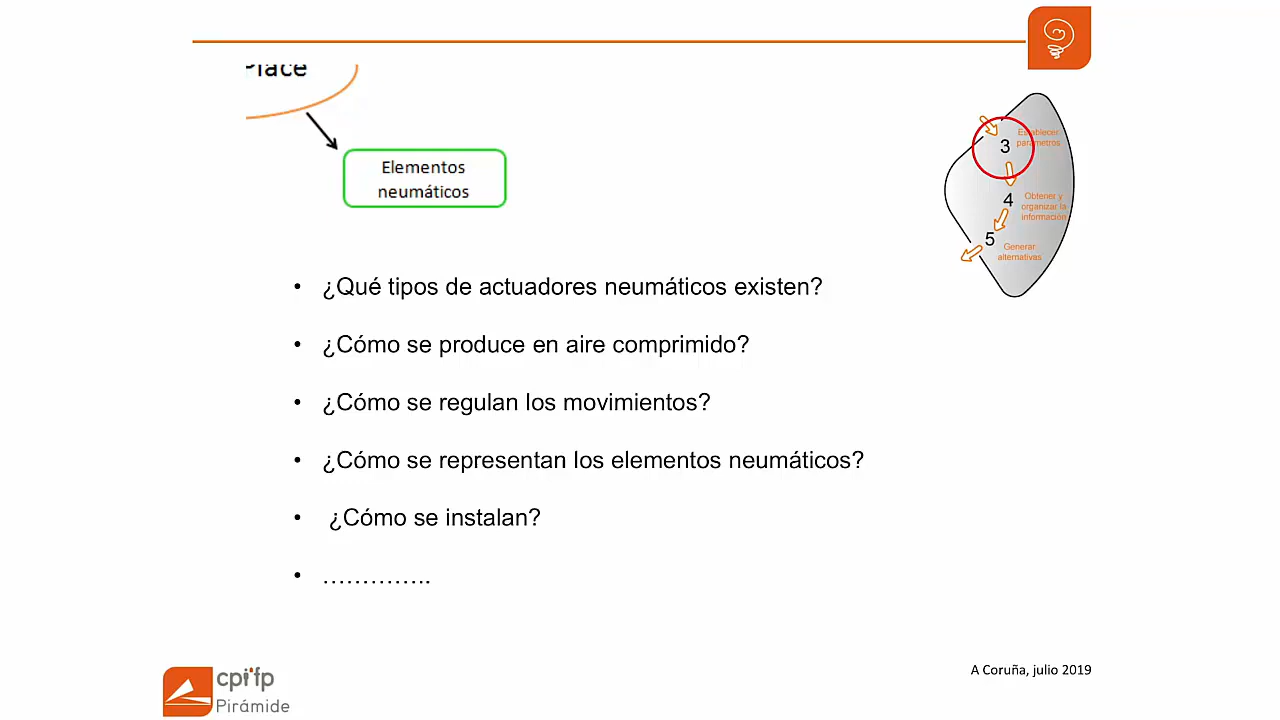 Place
Elementos
neumáticos
3
Establecer
parámetros
4
Obtener y
organizar la
información
5
Generar
alternativas
• ¿Qué tipos de actuadores neumáticos existen?
• ¿Cómo se produce en aire comprimido?
• ¿Cómo se regulan los movimientos?
• ¿Cómo se representan los elementos neumáticos?
• ¿Cómo se instalan?
• …………..
A Coruña, julio 2019
cpifp
Pirámide